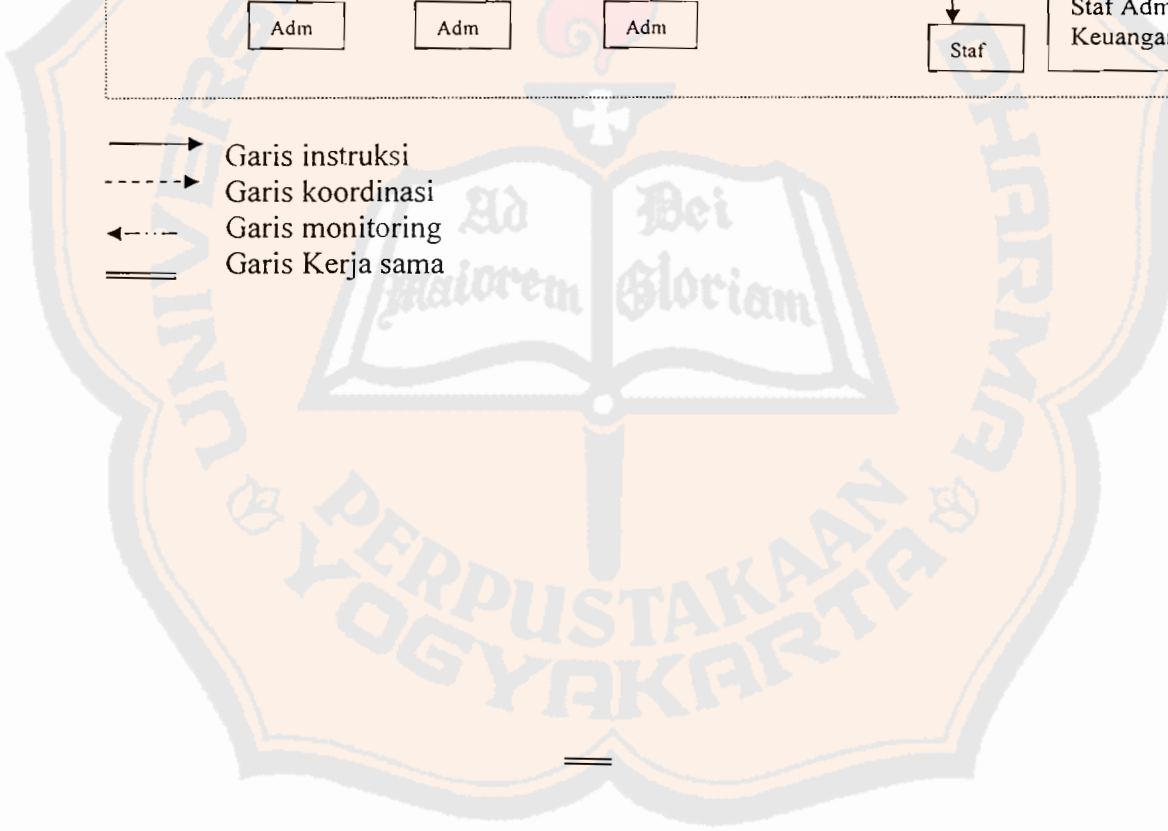 Adm Adm Adm Staf
Staf Adm
Keuangan
Garis instruksi
Garis koordinasi
Garis monitoring
Garis Kerja sama
Ad Dei
Maiorem Gloriam
PERPUSTAKAAN
YOGYAKARTA